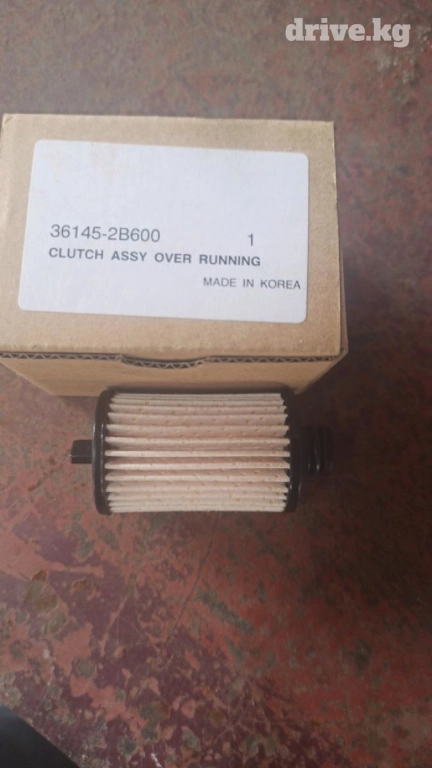 drive.kg
36145-2B600 1
CLUTCH ASSY OVER RUNNING
MADE IN KOREA